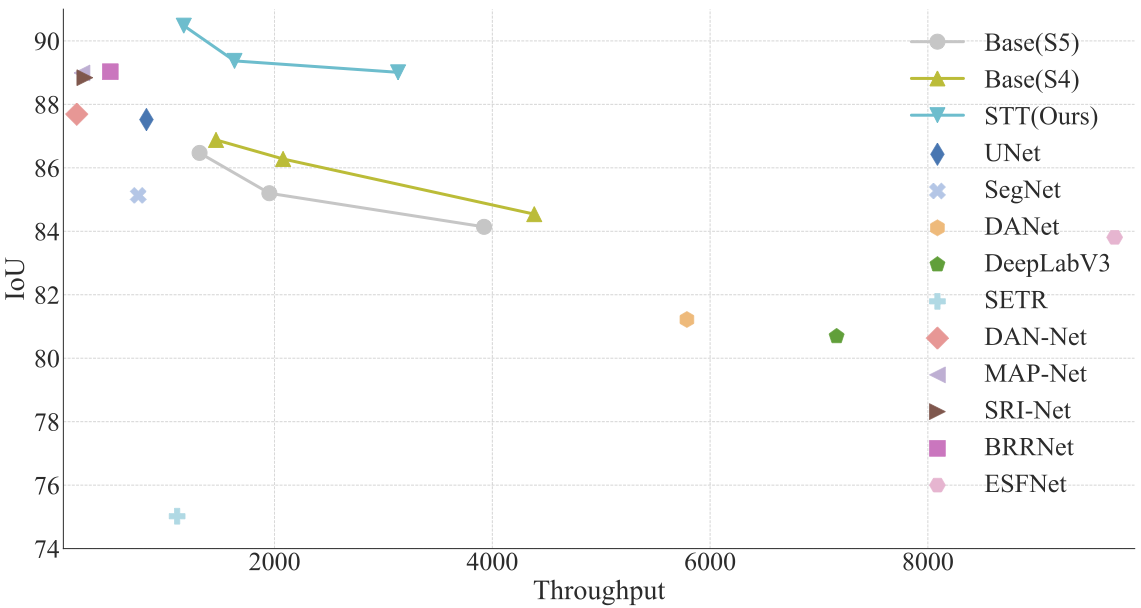 90
88
86
84
82
80
78
76
74
IoU
2000
4000
6000
8000
Throughput
Base(S5)
Base(S4)
STT(Ours)
UNet
SegNet
DANet
DeepLabV3
SETR
DAN-Net
MAP-Net
SRI-Net
BRRNet
ESFNet